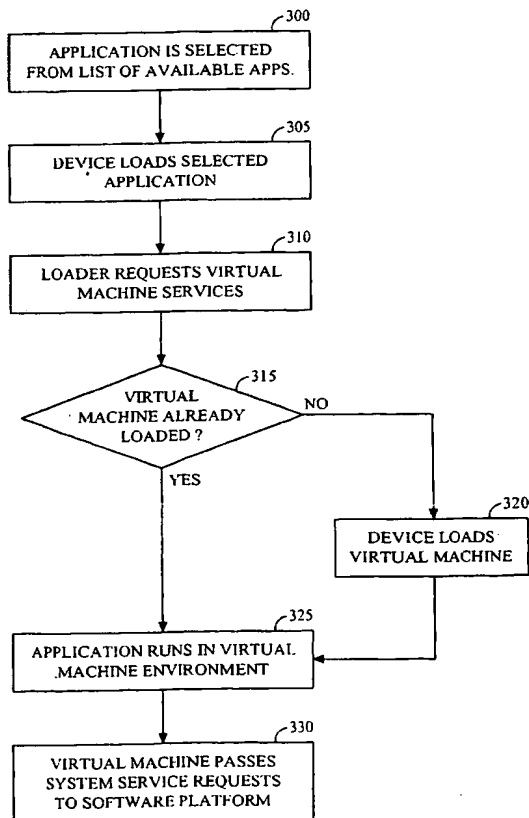 300
APPLICATION IS SELECTED
FROM LIST OF AVAILABLE APPS.
305
DEVICE LOADS SELECTED
APPLICATION
310
LOADER REQUESTS VIRTUAL
MACHINE SERVICES
315
VIRTUAL
MACHINE ALREADY
LOADED ?
NO
YES
320
DEVICE LOADS
VIRTUAL MACHINE
325
APPLICATION RUNS IN VIRTUAL
MACHINE ENVIRONMENT
330
VIRTUAL MACHINE PASSES
SYSTEM SERVICE REQUESTS
TO SOFTWARE PLATFORM